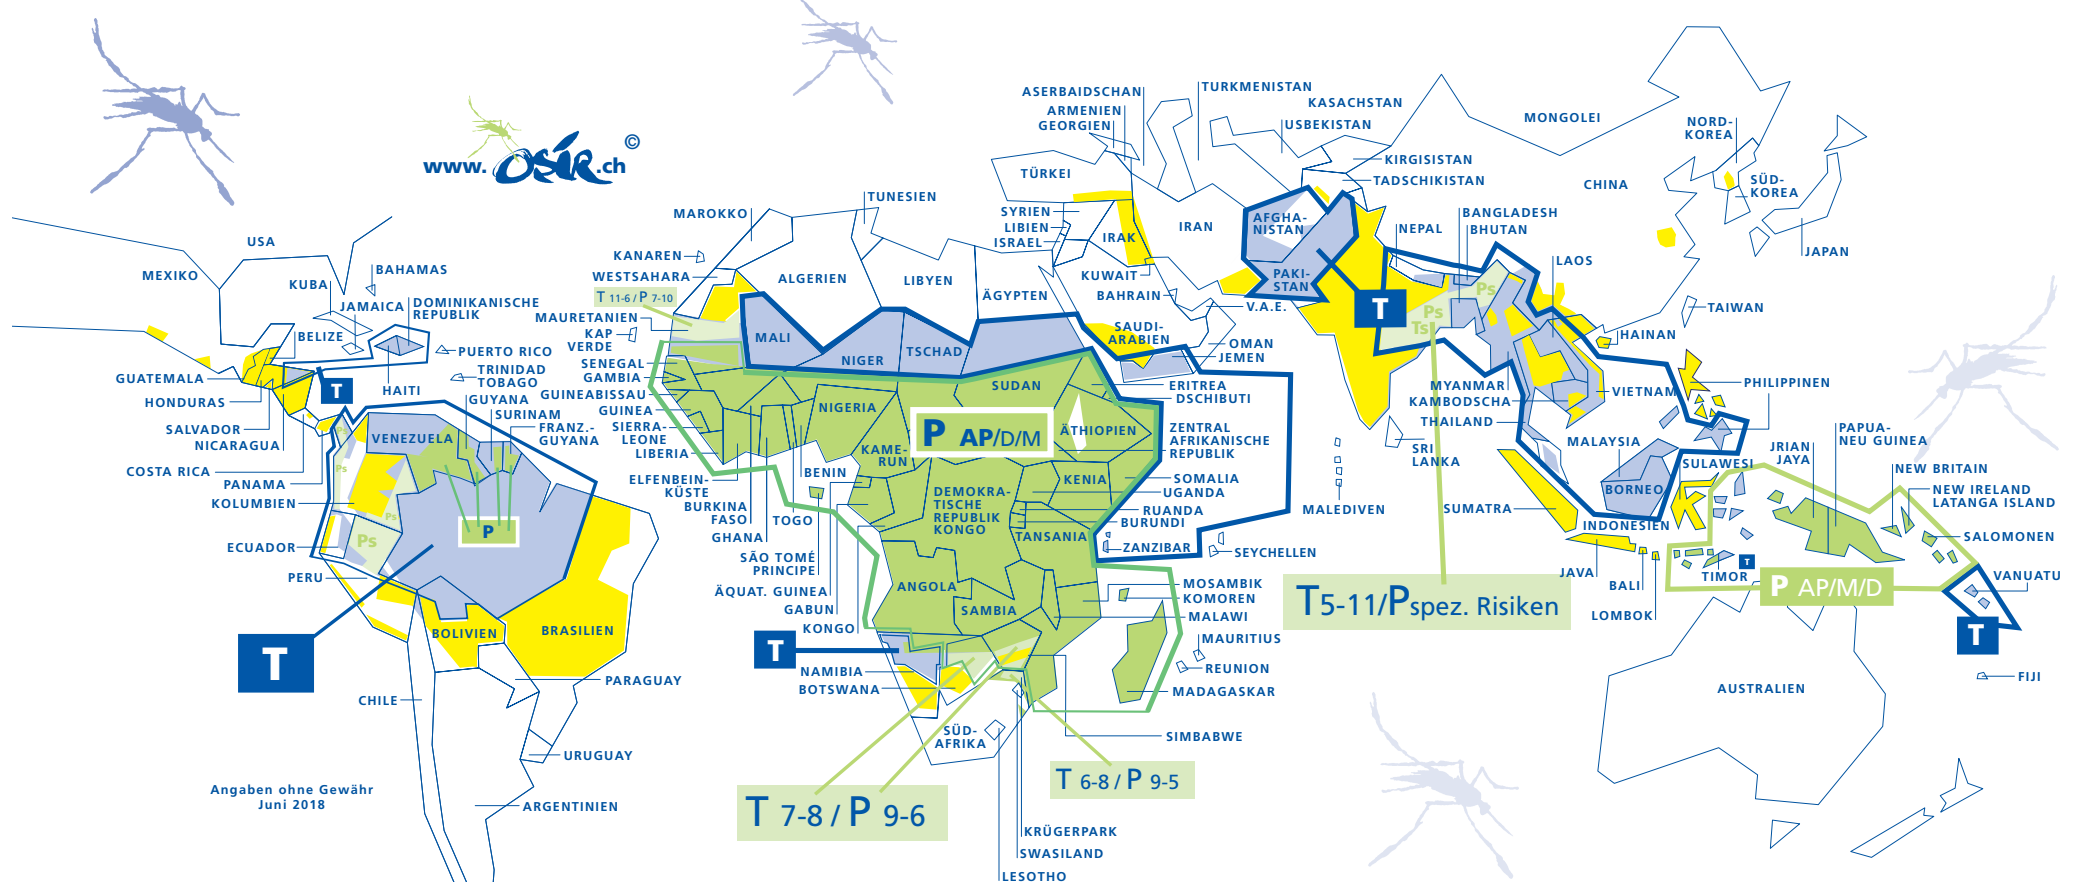 www.OSIR.ch ©
USA
MEXIKO
KUBA
BAHAMAS
JAMAICA
DOMINIKANISCHE
REPUBLIK
BELIZE
PUERTO RICO
TRINIDAD
TOBAGO
HAITI
T
GUATEMALA
HONDURAS
SALVADOR
NICARAGUA
COSTA RICA
PANAMA
KOLUMBIEN
ECUADOR
PERU
GUYANA
SURINAM
FRANZ.-
GUYANA
VENEZUELA
Ps
Ps
Ps
Ps
P
T
BOLIVIEN
BRASILIEN
PARAGUAY
CHILE
URUGUAY
ARGENTINIEN
Angaben ohne Gewähr
Juni 2018
MAROKKO
TUNESIEN
KANAREN
WESTSAHARA
T 11-6 / P 7-10
MAURETANIEN
KAP
VERDE
SENEGAL
GAMBIA
GUINEABISSAU
GUINEA
SIERRA-
LEONE
LIBERIA
ELFENBEIN-
KÜSTE
BURKINA
FASO
GHANA
TOGO
BENIN
SÃO TOMÉ
PRINCIPE
ÄQUAT. GUINEA
GABUN
KONGO
ALGERIEN
LIBYEN
ÄGYPTEN
MALI
NIGER
TSCHAD
SUDAN
NIGERIA
P AP/D/M
ÄTHIOPIEN
KAME-
RUN
KENIA
DEMOKRA-
TISCHE
REPUBLIK
KONGO
TANSANIA
ANGOLA
SAMBIA
T
NAMIBIA
BOTSWANA
SÜD-
AFRIKA
T 7-8 / P 9-6
T 6-8 / P 9-5
KRÜGERPARK
SWASILAND
LESOTHO
SIMBABWE
MADAGASKAR
REUNION
MAURITIUS
MALAWI
KOMOREN
MOSAMBIK
SEYCHELLEN
ZANZIBAR
BURUNDI
RUANDA
UGANDA
SOMALIA
ZENTRAL
AFRIKANISCHE
REPUBLIK
DSCHIBUTI
ERITREA
JEMEN
OMAN
SAUDI-
ARABIEN
V.A.E.
BAHRAIN
KUWAIT
IRAK
IRAN
ISRAEL
LIBIEN
SYRIEN
TÜRKEI
GEORGIEN
ARMENIEN
ASERBAIDSCHAN
TURKMENISTAN
KASACHSTAN
USBEKISTAN
KIRGISISTAN
TADSCHIKISTAN
AFGHA-
NISTAN
PAKI-
STAN
T
NEPAL
BANGLADESH
BHUTAN
Ps
Ps
Ts
LAOS
MONGOLEI
CHINA
NORD-
KOREA
SÜD-
KOREA
JAPAN
TAIWAN
HAINAN
MYANMAR
KAMBODSCHA
THAILAND
VIETNAM
PHILIPPINEN
SRI
LANKA
MALEDIVEN
MALAYSIA
BORNEO
SULAWESI
SUMATRA
INDONESIEN
JAVA
BALI
LOMBOK
TIMOR
T
T5-11/Pspez. Risiken
JRIAN
JAYA
PAPUA-
NEU GUINEA
NEW BRITAIN
NEW IRELAND
LATANGA ISLAND
SALOMONEN
VANUATU
P AP/M/D
T
FIJI
AUSTRALIEN